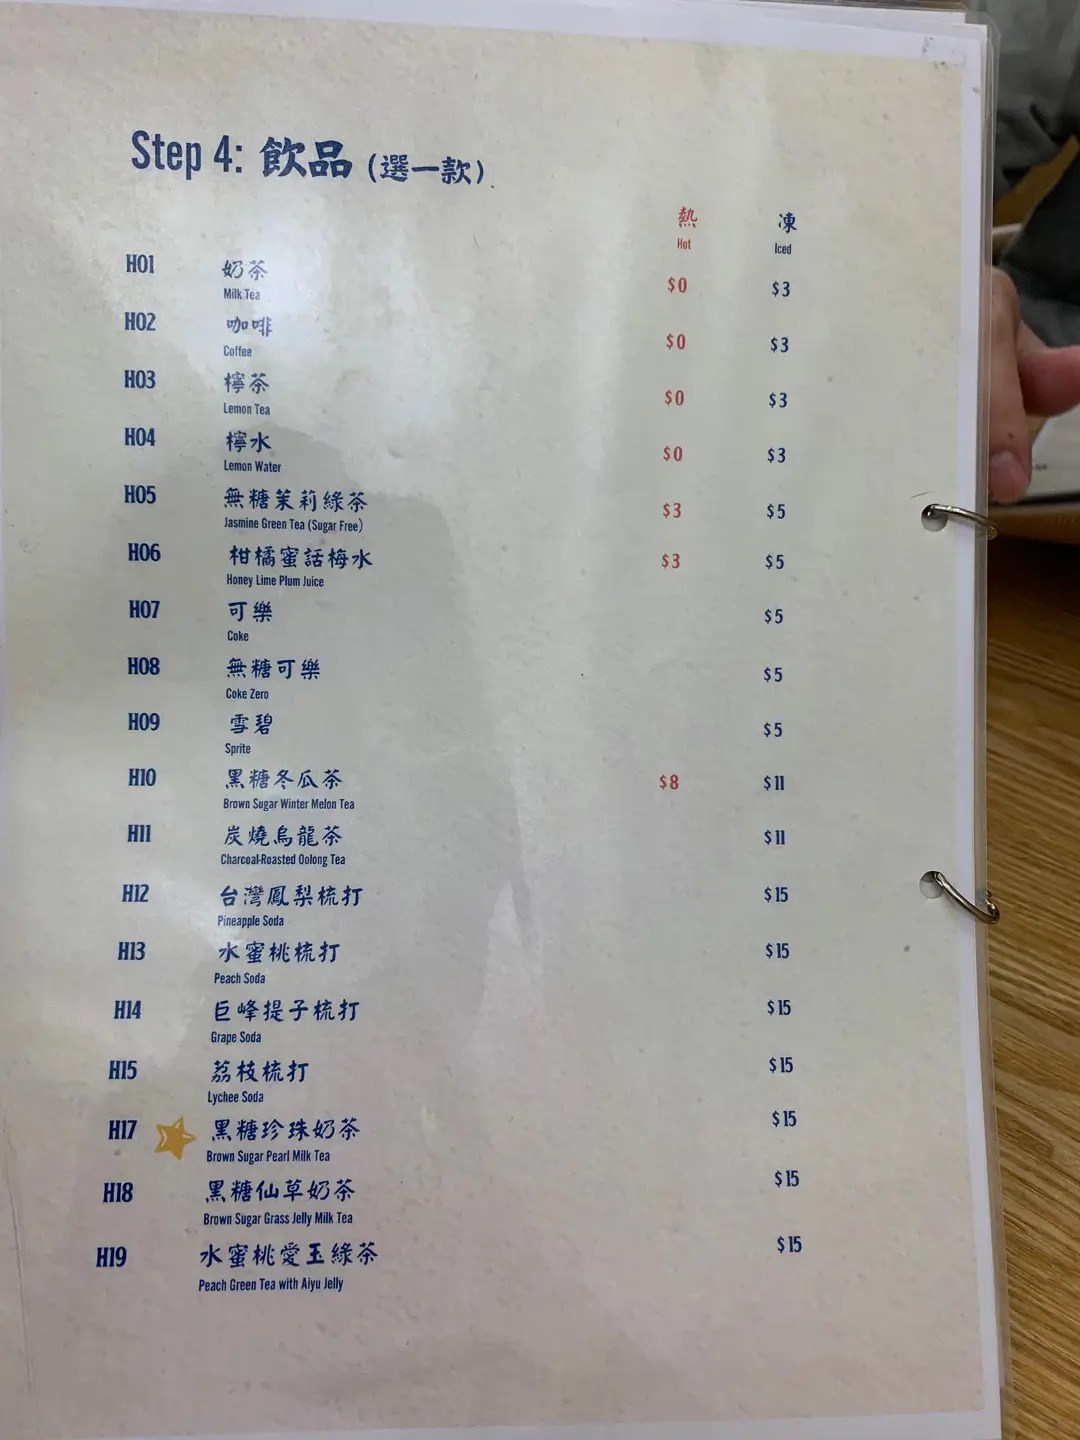 Step 4: 飲品 (選一款)
熱 凍
Hot Iced
H01 奶茶 $0 $3
Milk Tea
H02 咖啡 $0 $3
Coffee
H03 檸茶 $0 $3
Lemon Tea
H04 檸水 $0 $3
Lemon Water
H05 無糖茉莉綠茶 $3 $5
Jasmine Green Tea (Sugar Free)
H06 柑橘蜜話梅水 $3 $5
Honey Lime Plum Juice
H07 可樂 $5
Coke
H08 無糖可樂 $5
Coke Zero
H09 雪碧 $5
Sprite
H10 黑糖冬瓜茶 $8 $11
Brown Sugar Winter Melon Tea
H11 炭燒烏龍茶 $11
Charcoal-Roasted Oolong Tea
H12 台灣鳳梨梳打 $15
Pineapple Soda
H13 水蜜桃梳打 $15
Peach Soda
H14 巨峰提子梳打 $15
Grape Soda
H15 荔枝梳打 $15
Lychee Soda
H17 黑糖珍珠奶茶 $15
Brown Sugar Pearl Milk Tea
H18 黑糖仙草奶茶 $15
Brown Sugar Grass Jelly Milk Tea
H19 水蜜桃愛玉綠茶 $15
Peach Green Tea with Aiyu Jelly